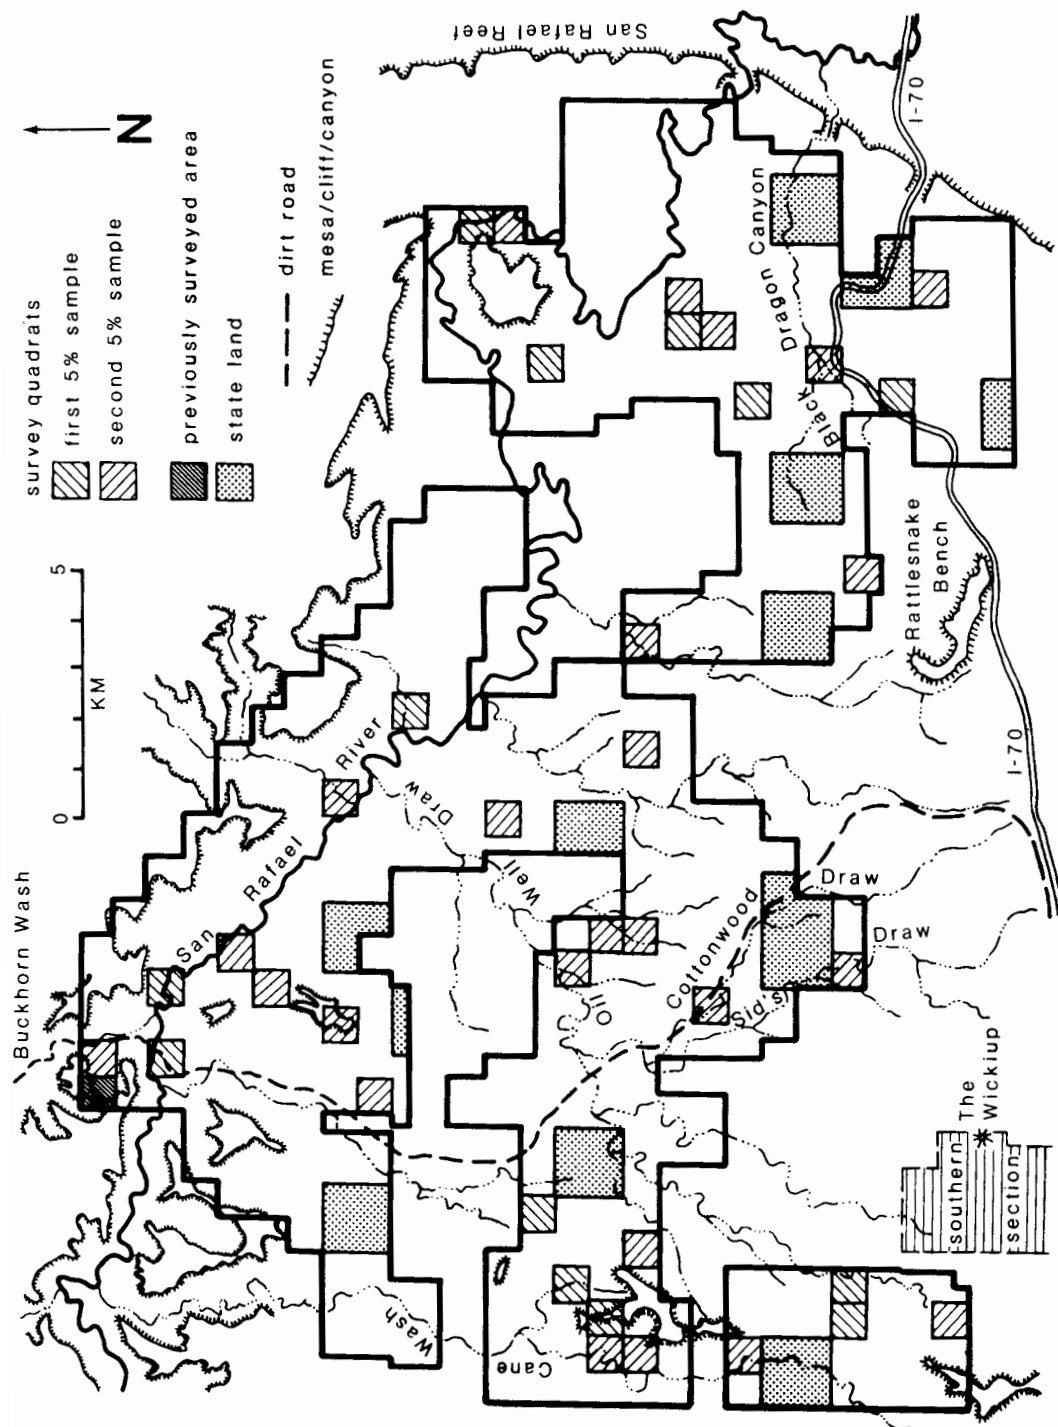 Buckhorn Wash
0
5
KM
survey quadrats
first 5% sample
second 5% sample
previously surveyed area
state land
dirt road
mesa/cliff/canyon
N
San Rafael Reef
San
Rafael
River
Oil
Well
Draw
Cottonwood
Draw
Sid's
Draw
Cane
Wash
Black
Dragon
Canyon
Rattlesnake
Bench
I-70
I-70
The
Wickiup
southern
section